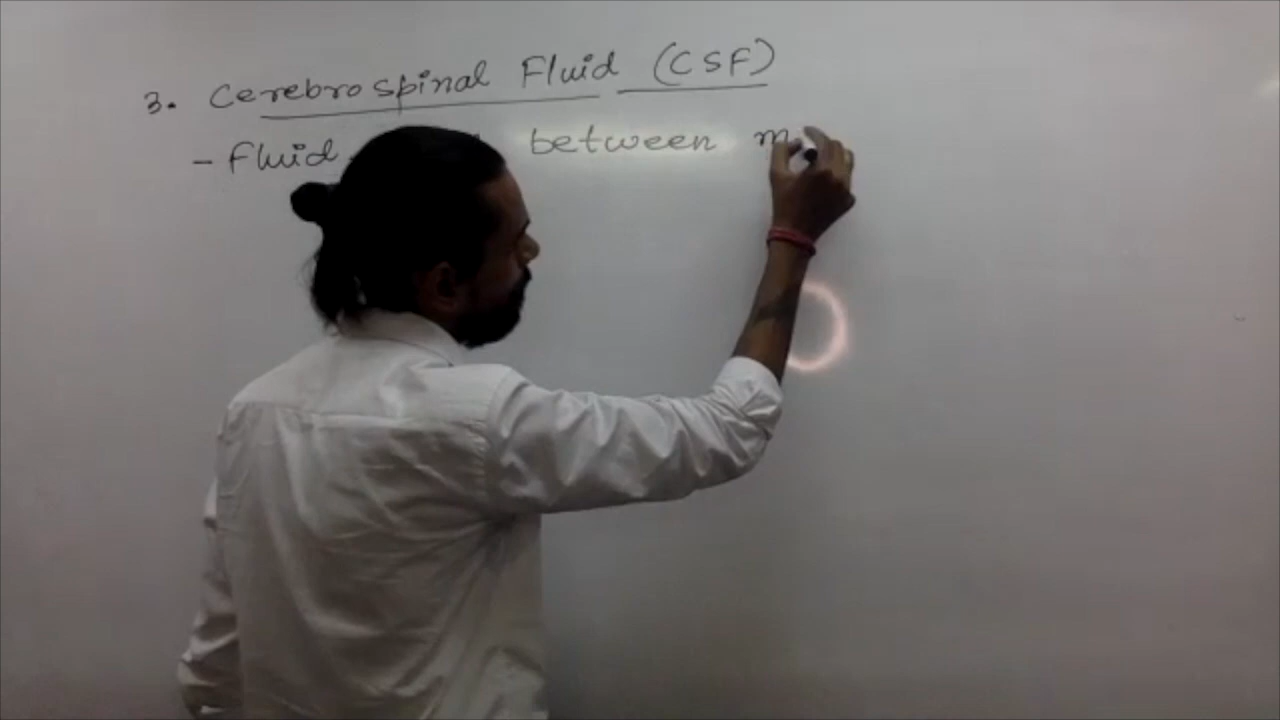 3. Cerebrospinal Fluid (CSF)
- Fluid between m